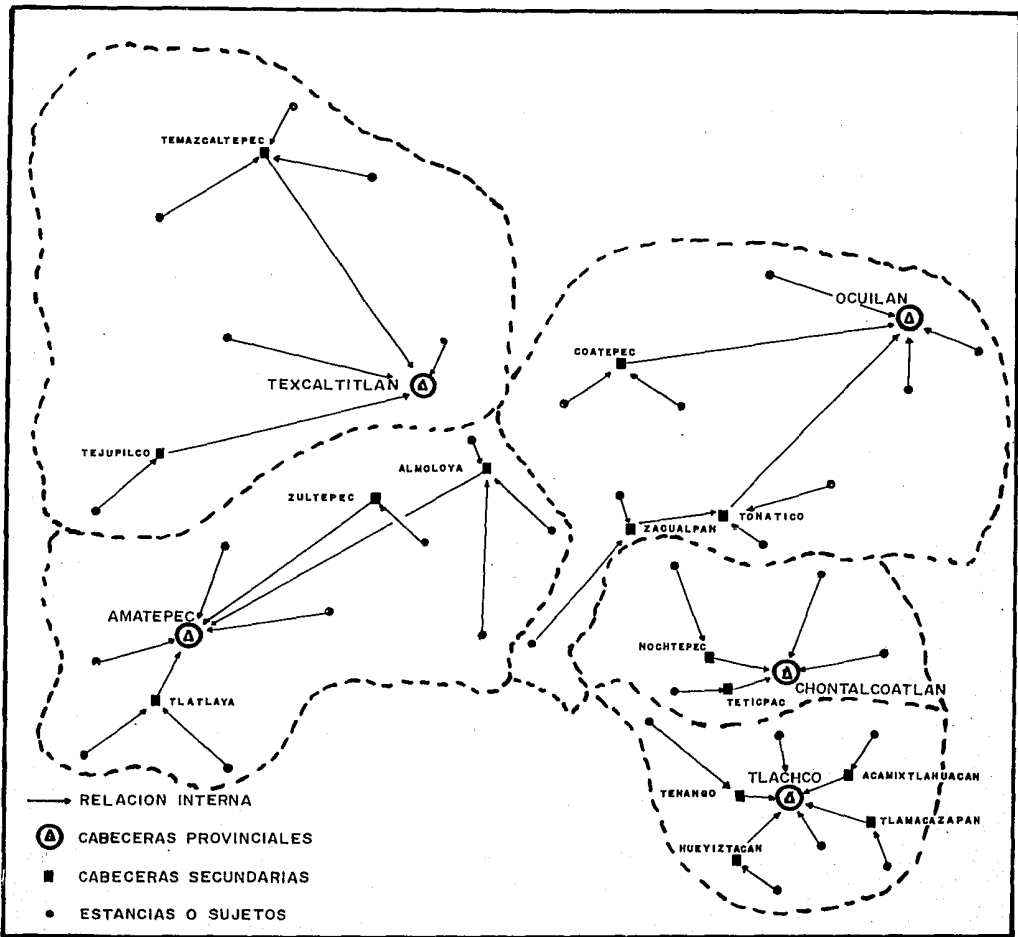 TEMAZCALTEPEC
OCUILAN
COATEPEC
TEXCALTITLAN
TEJUPILCO
ALMOLOYA
ZULTEPEC
ZACUALPAN
TONATICO
AMATEPEC
NOCHTEPEC
CHONTALCOATLAN
TETICPAC
TLATLAYA
TLACHCO
ACAMIXTLAHUACAN
TENANGO
TLAMACAZAPAN
HUEYIZTACAN
RELACION INTERNA
CABECERAS PROVINCIALES
CABECERAS SECUNDARIAS
ESTANCIAS O SUJETOS